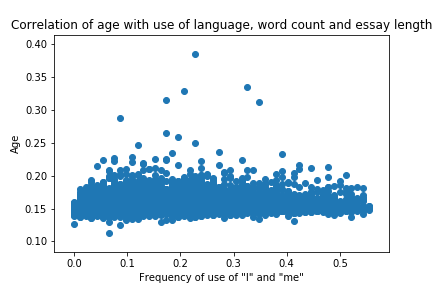 Correlation of age with use of language, word count and essay length
0.40
0.35
0.30
0.25
0.20
0.15
0.10
Age
0.0 0.1 0.2 0.3 0.4 0.5
Frequency of use of "I" and "me"